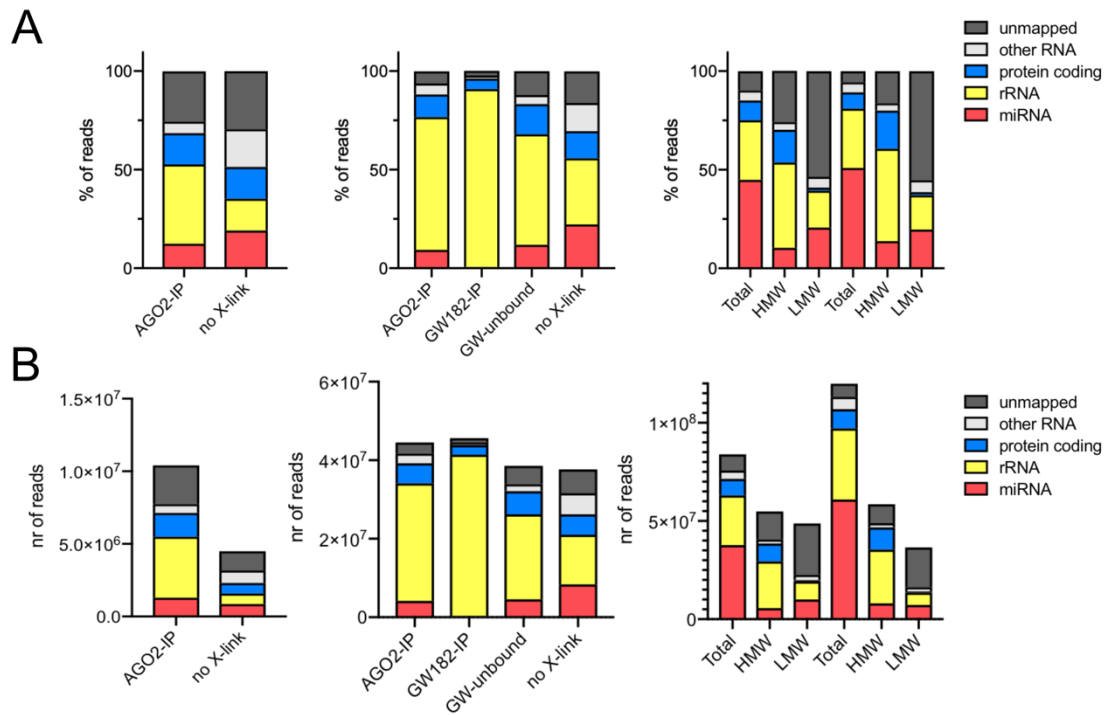 A
unmapped
other RNA
protein coding
rRNA
miRNA
% of reads
100
50
0
AGO2-IP
no X-link
% of reads
100
50
0
AGO2-IP
GW182-IP
GW-unbound
no X-link
% of reads
100
50
0
Total
HMW
LMW
Total
HMW
LMW
B
unmapped
other RNA
protein coding
rRNA
miRNA
nr of reads
1.5×10⁷
1.0×10⁷
5.0×10⁶
0.0
AGO2-IP
no X-link
nr of reads
6×10⁷
4×10⁷
2×10⁷
0
AGO2-IP
GW182-IP
GW-unbound
no X-link
nr of reads
1×10⁸
5×10⁷
0
Total
HMW
LMW
Total
HMW
LMW